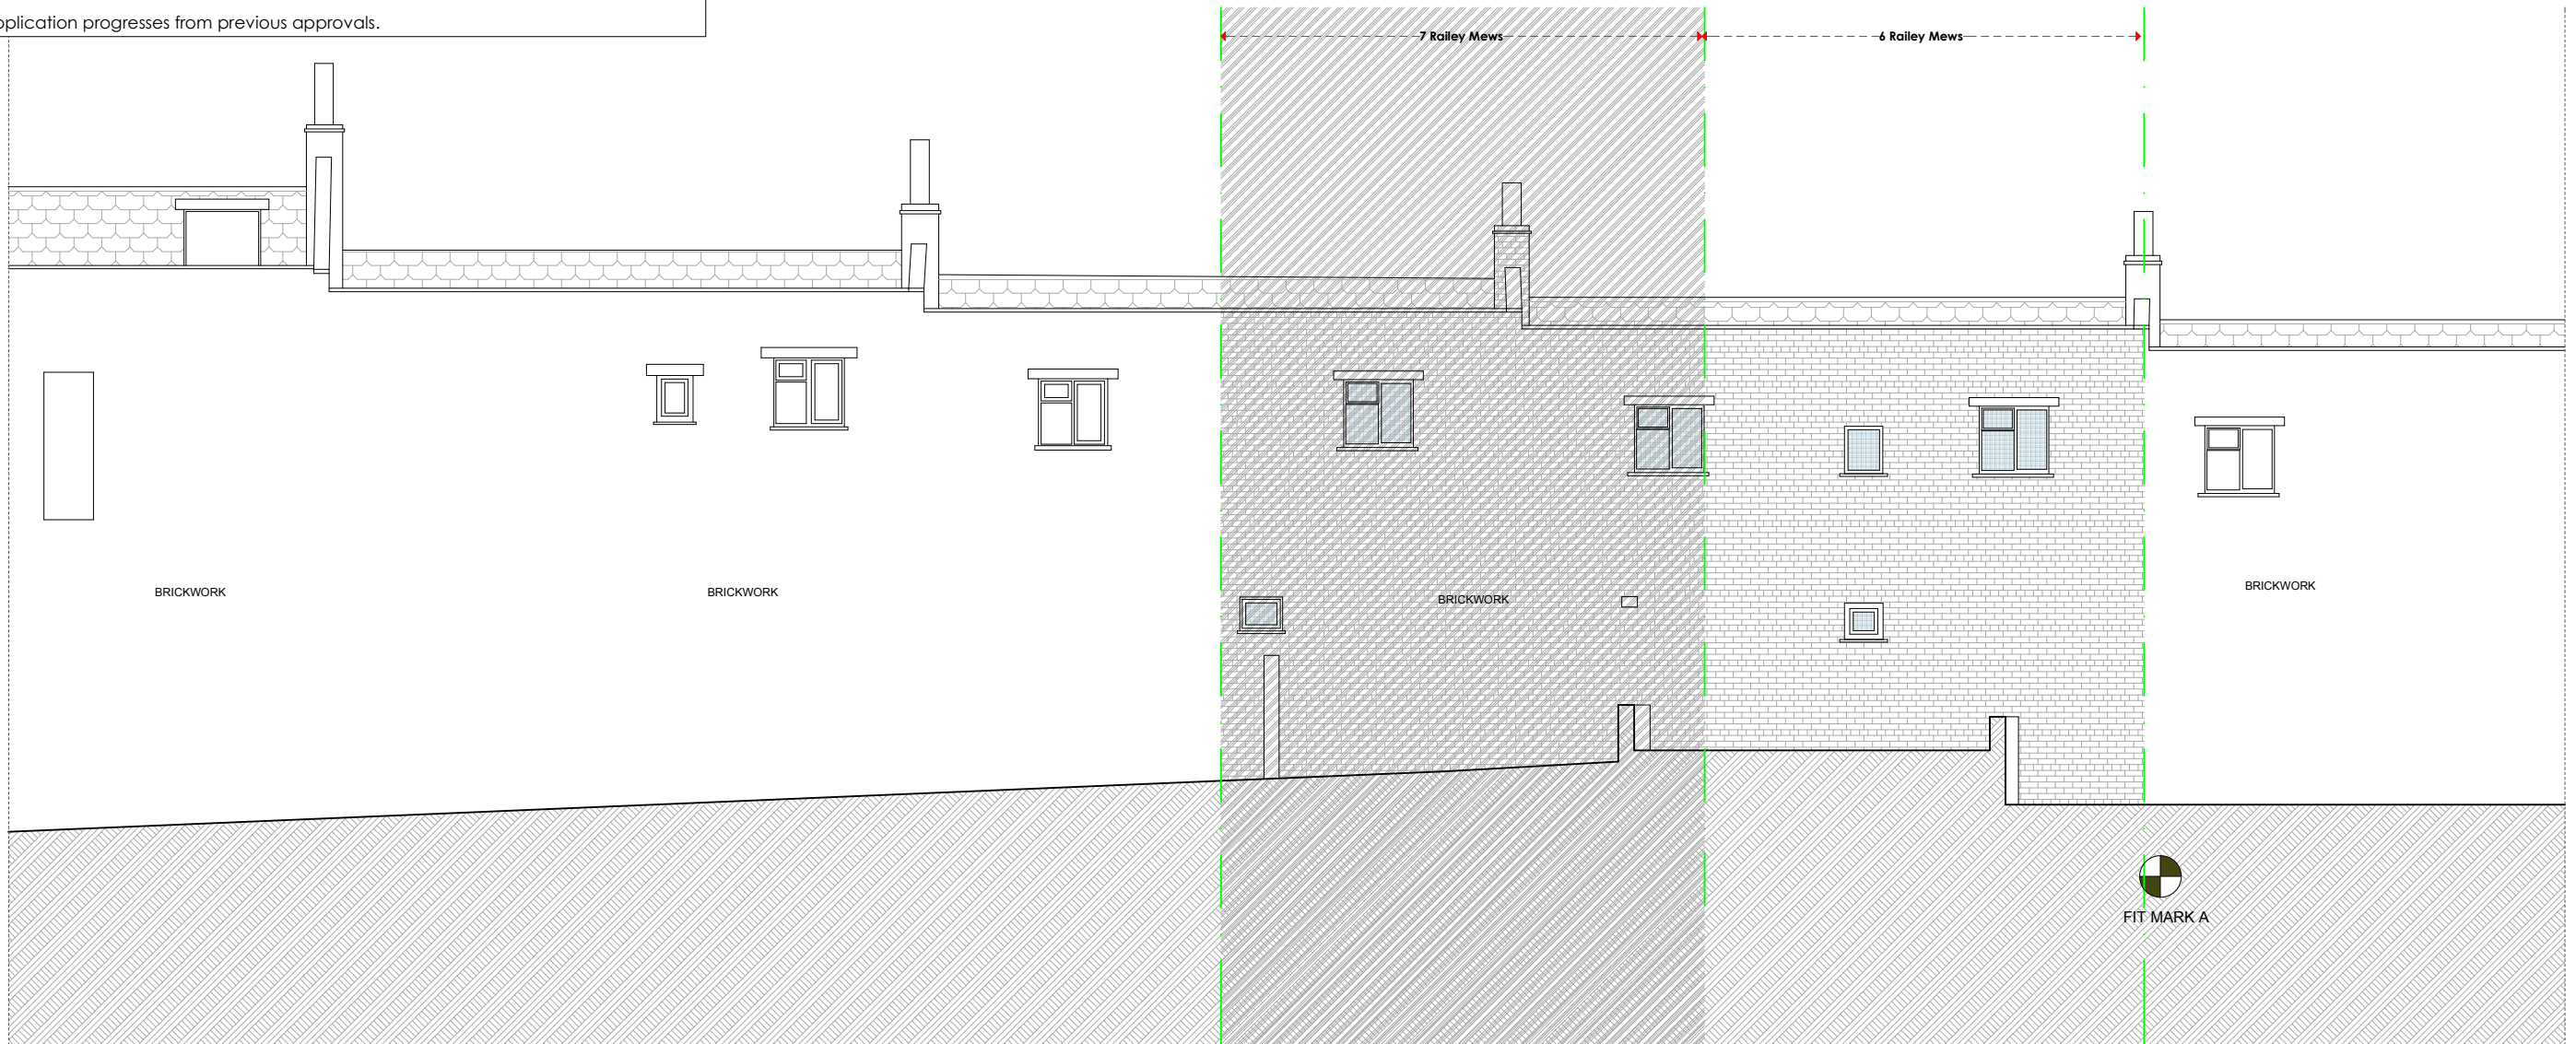 pplication progresses from previous approvals.
7 Railey Mews
6 Railey Mews
BRICKWORK
BRICKWORK
BRICKWORK
BRICKWORK
FIT MARK A